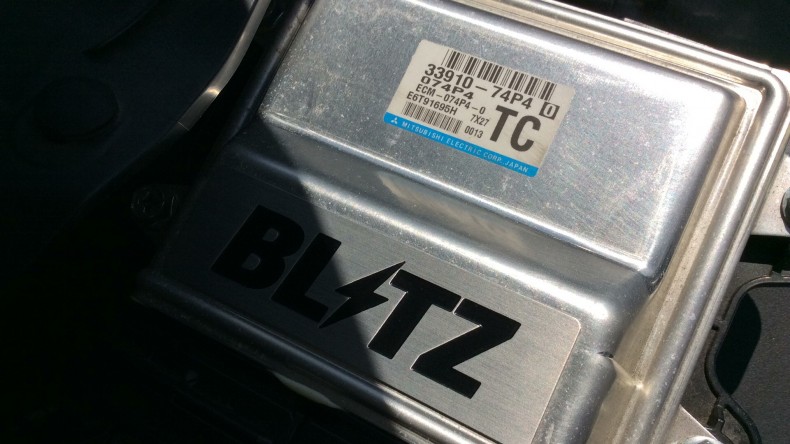 33910-74P4 0
074P4
ECM-074P4-0
E6T91695H 7X27
0013
TC
MITSUBISHI ELECTRIC CORP. JAPAN
BLITZ